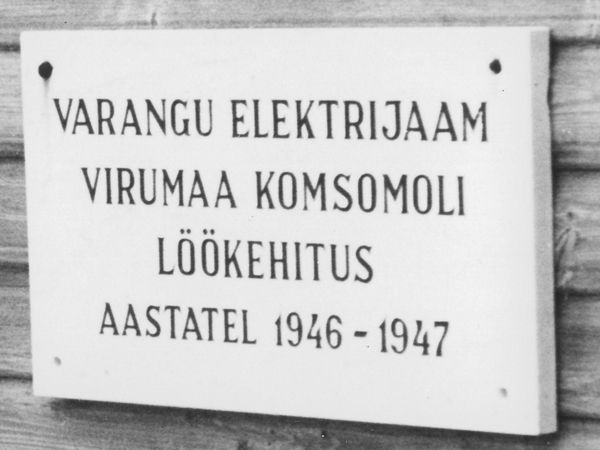 VARANGU ELEKTRIJAAM
VIRUMAA KOMSOMOLI
LÖÖKEHITUS
AASTATEL 1946-1947